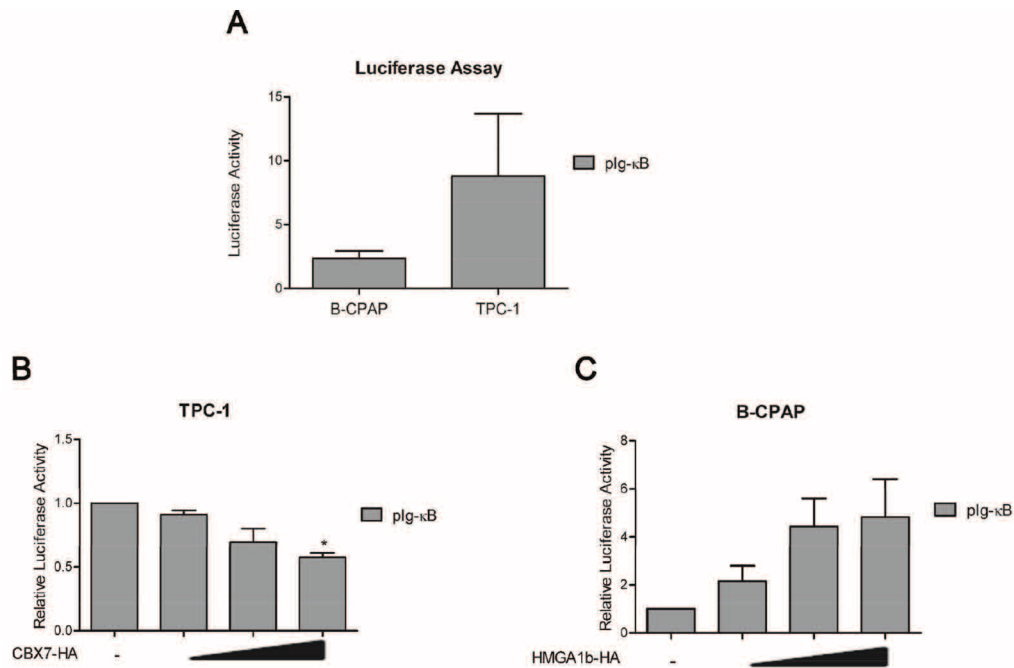 A
Luciferase Assay
Luciferase Activity
15
10
5
0
B-CPAP TPC-1
pIg-κB
B
TPC-1
Relative Luciferase Activity
1.5
1.0
0.5
0.0
*
pIg-κB
CBX7-HA -
C
B-CPAP
Relative Luciferase Activity
8
6
4
2
0
pIg-κB
HMGA1b-HA -